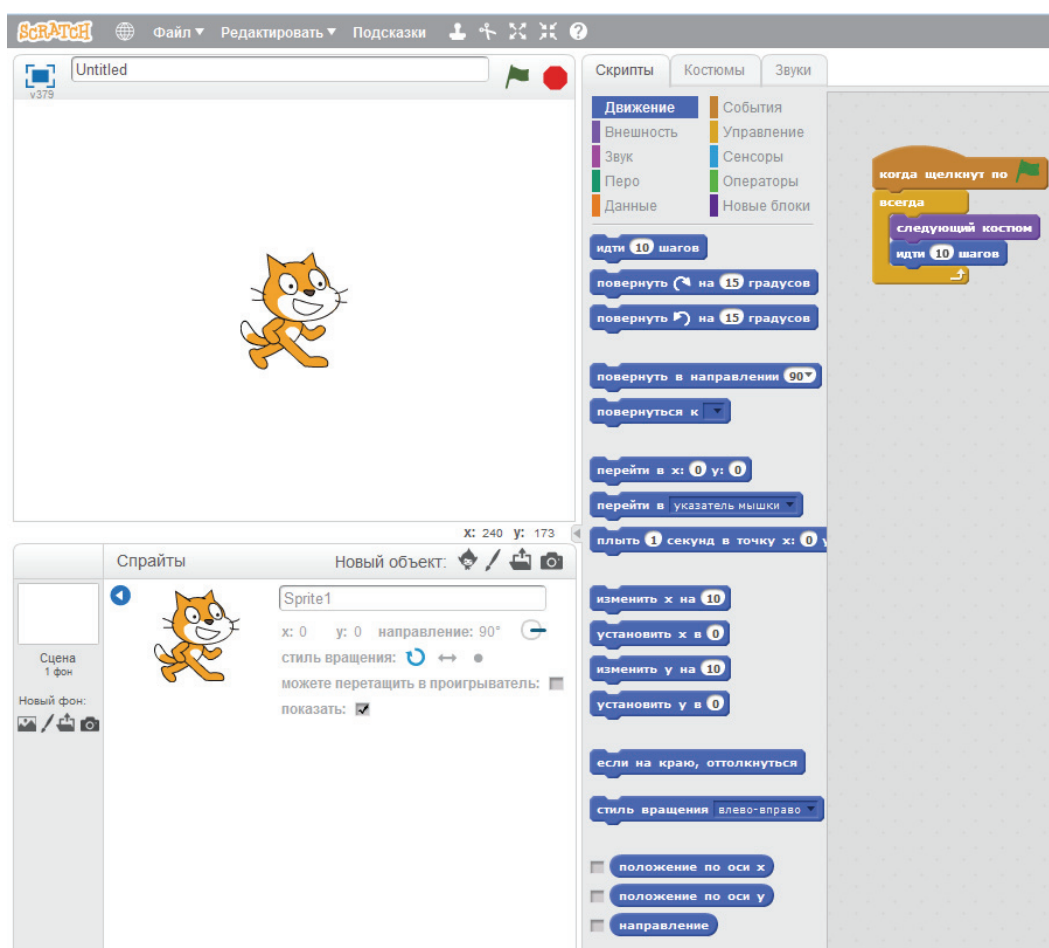 SCRATCH Файл Редактировать Подсказки
v379
Untitled
Скрипты Костюмы Звуки
Движение События
Внешность Управление
Звук Сенсоры
Перо Операторы
Данные Новые блоки
идти 10 шагов
повернуть на 15 градусов
повернуть на 15 градусов
повернуть в направлении 90
повернуться к
перейти в x: 0 y: 0
перейти в указатель мышки
плыть 1 секунд в точку x: 0
изменить x на 10
установить x в 0
изменить y на 10
установить y в 0
если на краю, оттолкнуться
стиль вращения влево-вправо
положение по оси x
положение по оси y
направление
когда щелкнут по
всегда
следующий костюм
идти 10 шагов
X: 240 y: 173
Спрайты Новый объект:
Sprite1
x: 0 y: 0 направление: 90°
стиль вращения:
можете перетащить в проигрыватель:
показать:
Сцена
1 фон
Новый фон: